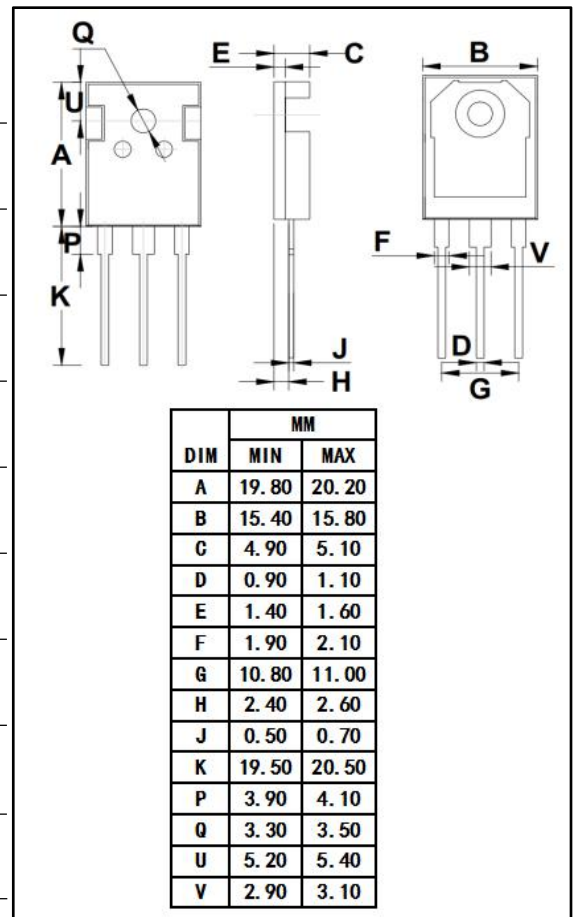 Q
E
C
B
U
A
P
K
F
V
J
H
D
G
MM
DIM MIN MAX
A 19.80 20.20
B 15.40 15.80
C 4.90 5.10
D 0.90 1.10
E 1.40 1.60
F 1.90 2.10
G 10.80 11.00
H 2.40 2.60
J 0.50 0.70
K 19.50 20.50
P 3.90 4.10
Q 3.30 3.50
U 5.20 5.40
V 2.90 3.10